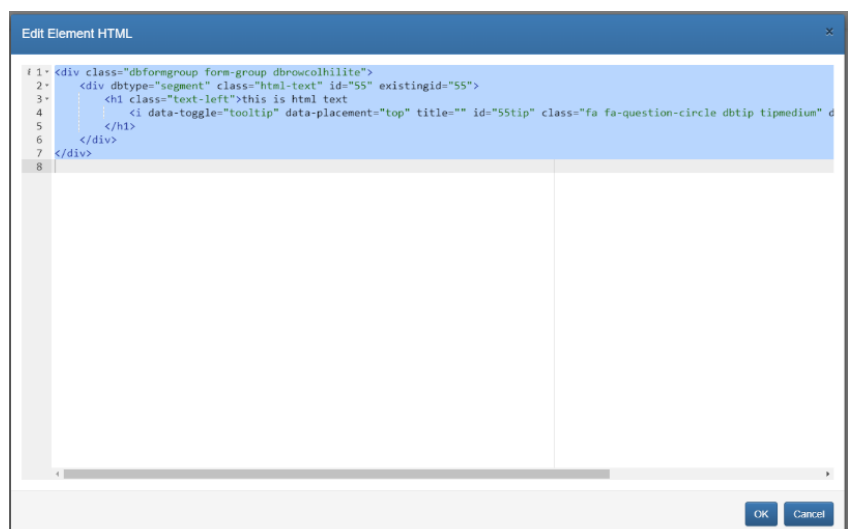 Edit Element HTML ×
i 1 <div class="dbformgroup form-group dbrowcolhilite">
2 <div dbtype="segment" class="html-text" id="55" existingid="55">
3 <h1 class="text-left">this is html text
4 <i data-toggle="tooltip" data-placement="top" title="" id="55tip" class="fa fa-question-circle dbtip tipmedium" d
5 </h1>
6 </div>
7 </div>
8
OK Cancel